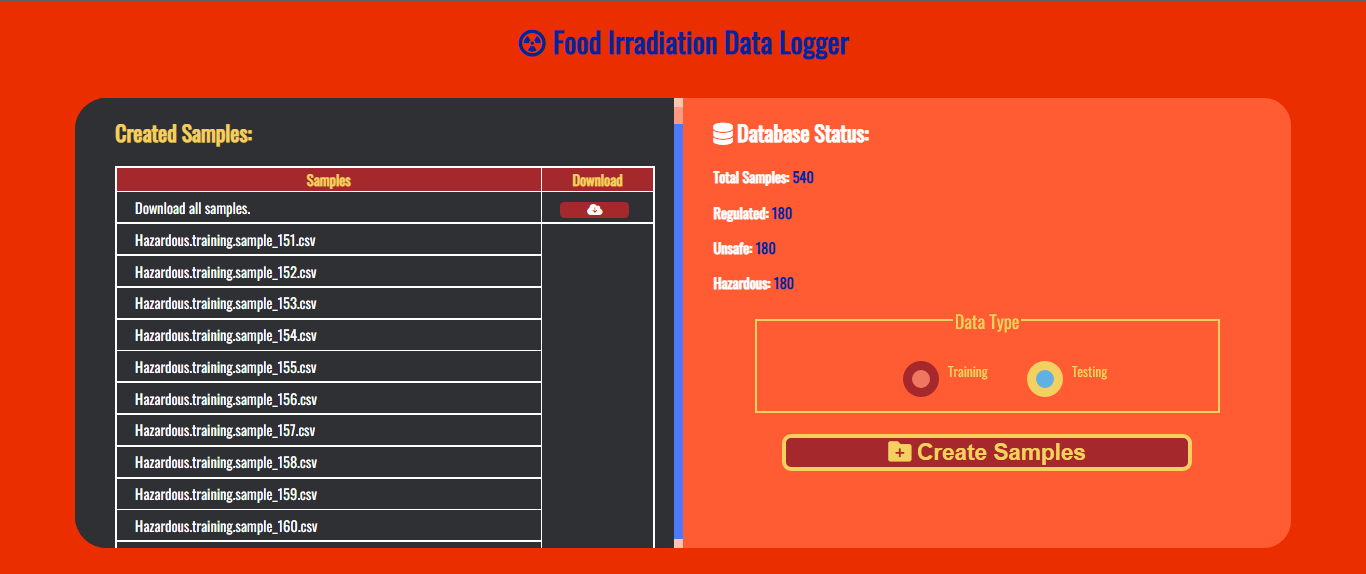 Food Irradiation Data Logger
Created Samples:
Samples Download
Download all samples.
Hazardous.training.sample_151.csv
Hazardous.training.sample_152.csv
Hazardous.training.sample_153.csv
Hazardous.training.sample_154.csv
Hazardous.training.sample_155.csv
Hazardous.training.sample_156.csv
Hazardous.training.sample_157.csv
Hazardous.training.sample_158.csv
Hazardous.training.sample_159.csv
Hazardous.training.sample_160.csv
Database Status:
Total Samples: 540
Regulated: 180
Unsafe: 180
Hazardous: 180
Data Type
Training Testing
Create Samples